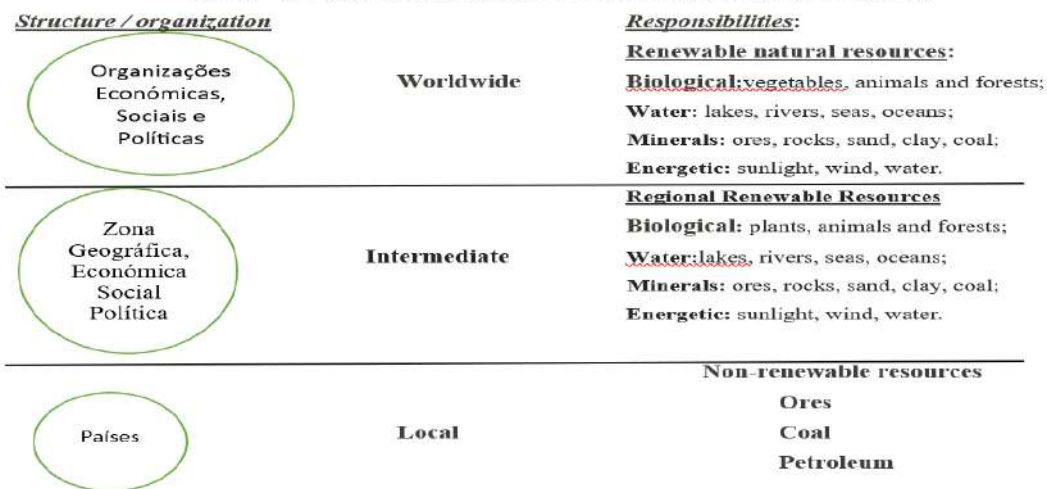 Structure / organization
Responsibilities:
Organizações
Económicas,
Sociais e
Políticas
Worldwide
Renewable natural resources:
Biological:vegetables, animals and forests;
Water: lakes, rivers, seas, oceans;
Minerals: ores, rocks, sand, clay, coal;
Energetic: sunlight, wind, water.
Zona
Geográfica,
Económica
Social
Política
Intermediate
Regional Renewable Resources
Biological: plants, animals and forests;
Water:lakes, rivers, seas, oceans;
Minerals: ores, rocks, sand, clay, coal;
Energetic: sunlight, wind, water.
Países
Local
Non-renewable resources
Ores
Coal
Petroleum